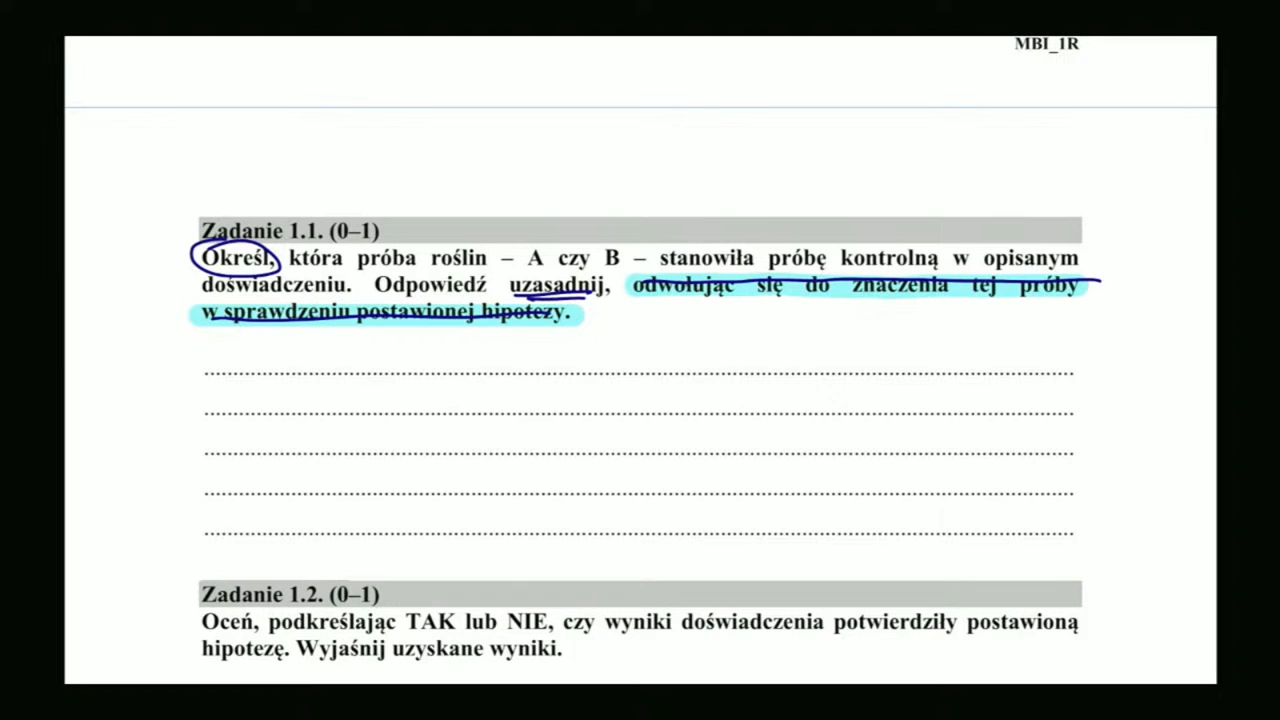 MBI_1R
Zadanie 1.1. (0–1)
Określ, która próba roślin – A czy B – stanowiła próbę kontrolną w opisanym
doświadczeniu. Odpowiedź uzasadnij, odwołując się do znaczenia tej próby
w sprawdzeniu postawionej hipotezy.
Zadanie 1.2. (0–1)
Oceń, podkreślając TAK lub NIE, czy wyniki doświadczenia potwierdziły postawioną
hipotezę. Wyjaśnij uzyskane wyniki.